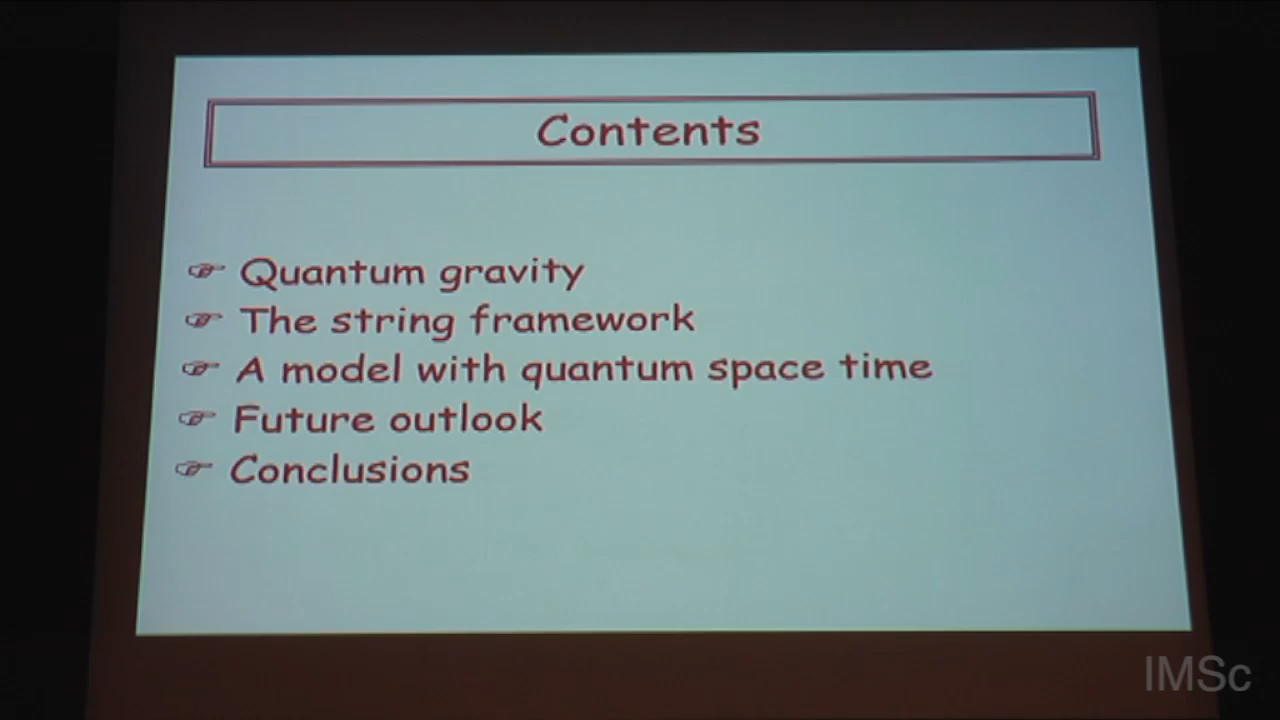 Contents
Quantum gravity
The string framework
A model with quantum space time
Future outlook
Conclusions
IMSc